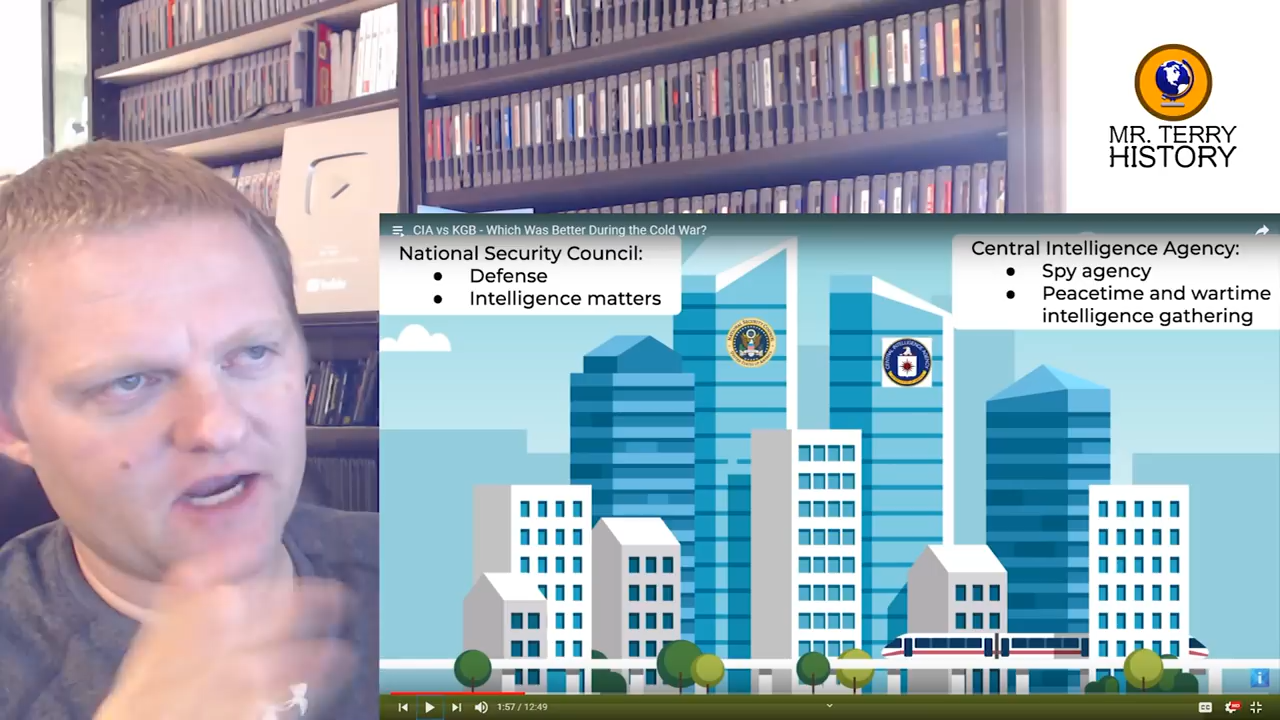 MR. TERRY
HISTORY
CIA vs KGB - Which Was Better During the Cold War?
National Security Council:
● Defense
● Intelligence matters
Central Intelligence Agency:
● Spy agency
● Peacetime and wartime
intelligence gathering
1:57 / 12:49
CC